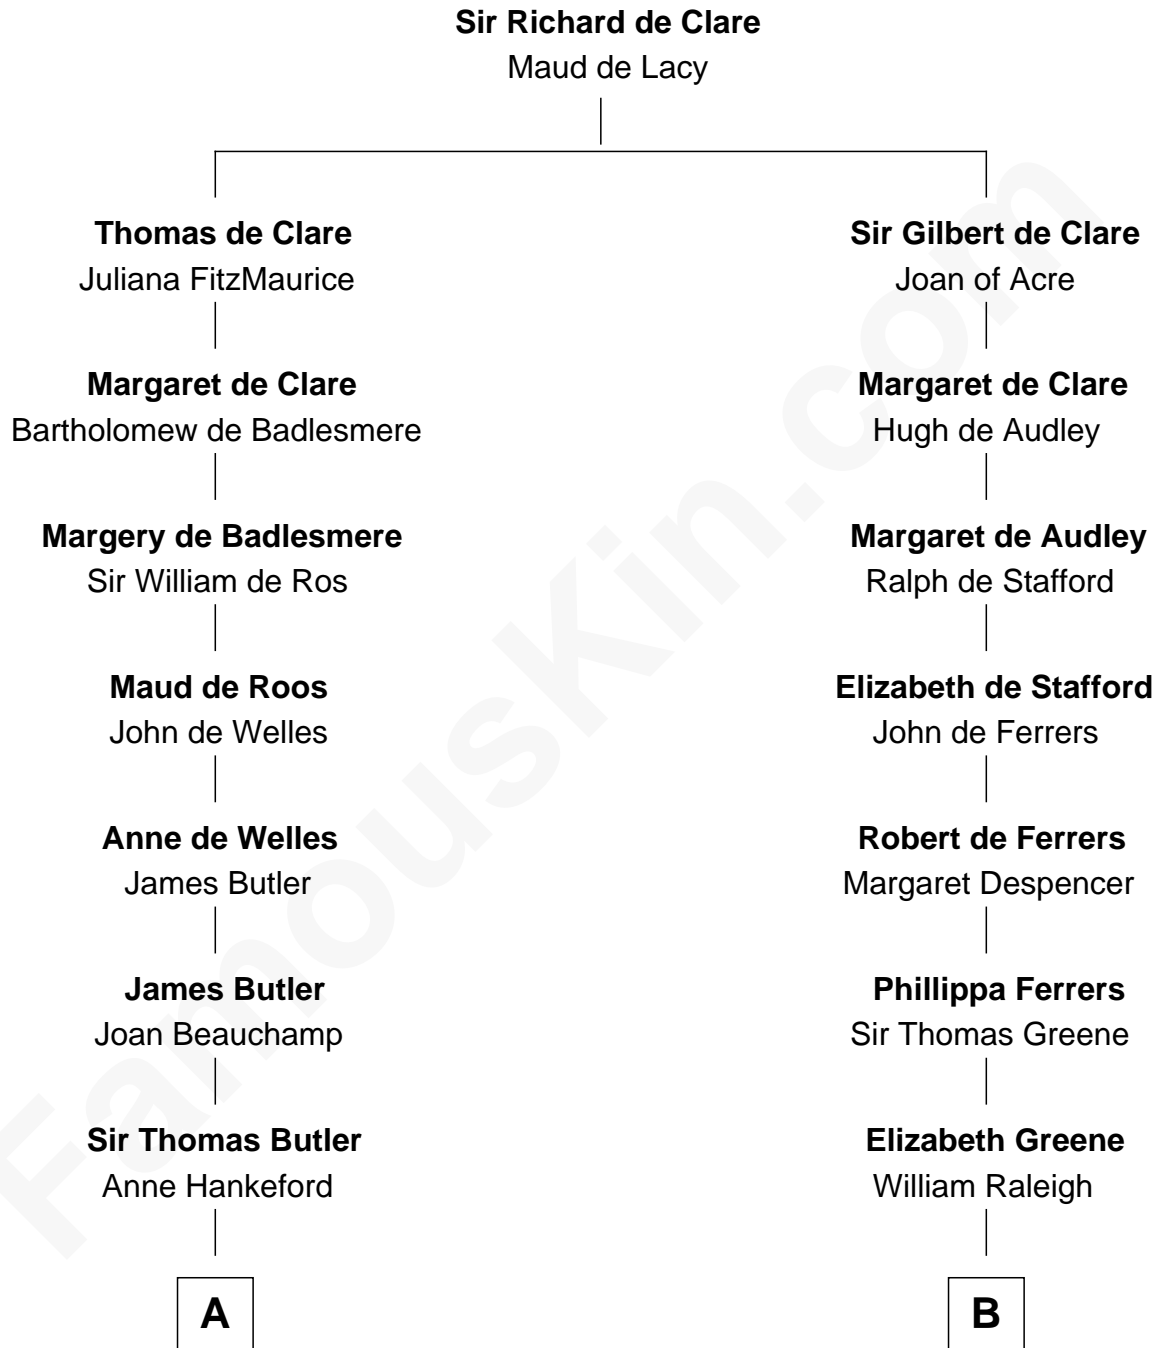 Sir Richard de Clare
Maud de Lacy
Thomas de Clare
Juliana FitzMaurice
Margaret de Clare
Bartholomew de Badlesmere
Margery de Badlesmere
Sir William de Ros
Maud de Roos
John de Welles
Anne de Welles
James Butler
James Butler
Joan Beauchamp
Sir Thomas Butler
Anne Hankeford
A
Sir Gilbert de Clare
Joan of Acre
Margaret de Clare
Hugh de Audley
Margaret de Audley
Ralph de Stafford
Elizabeth de Stafford
John de Ferrers
Robert de Ferrers
Margaret Despencer
Phillippa Ferrers
Sir Thomas Greene
Elizabeth Greene
William Raleigh
B
FamousKin.com